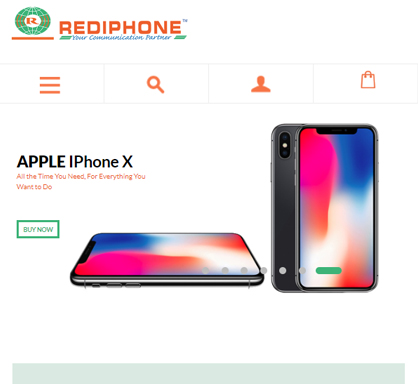 R
REDIPHONE™
Your Communication Partner
APPLE IPhone X
All the Time You Need, For Everything You
Want to Do
BUY NOW